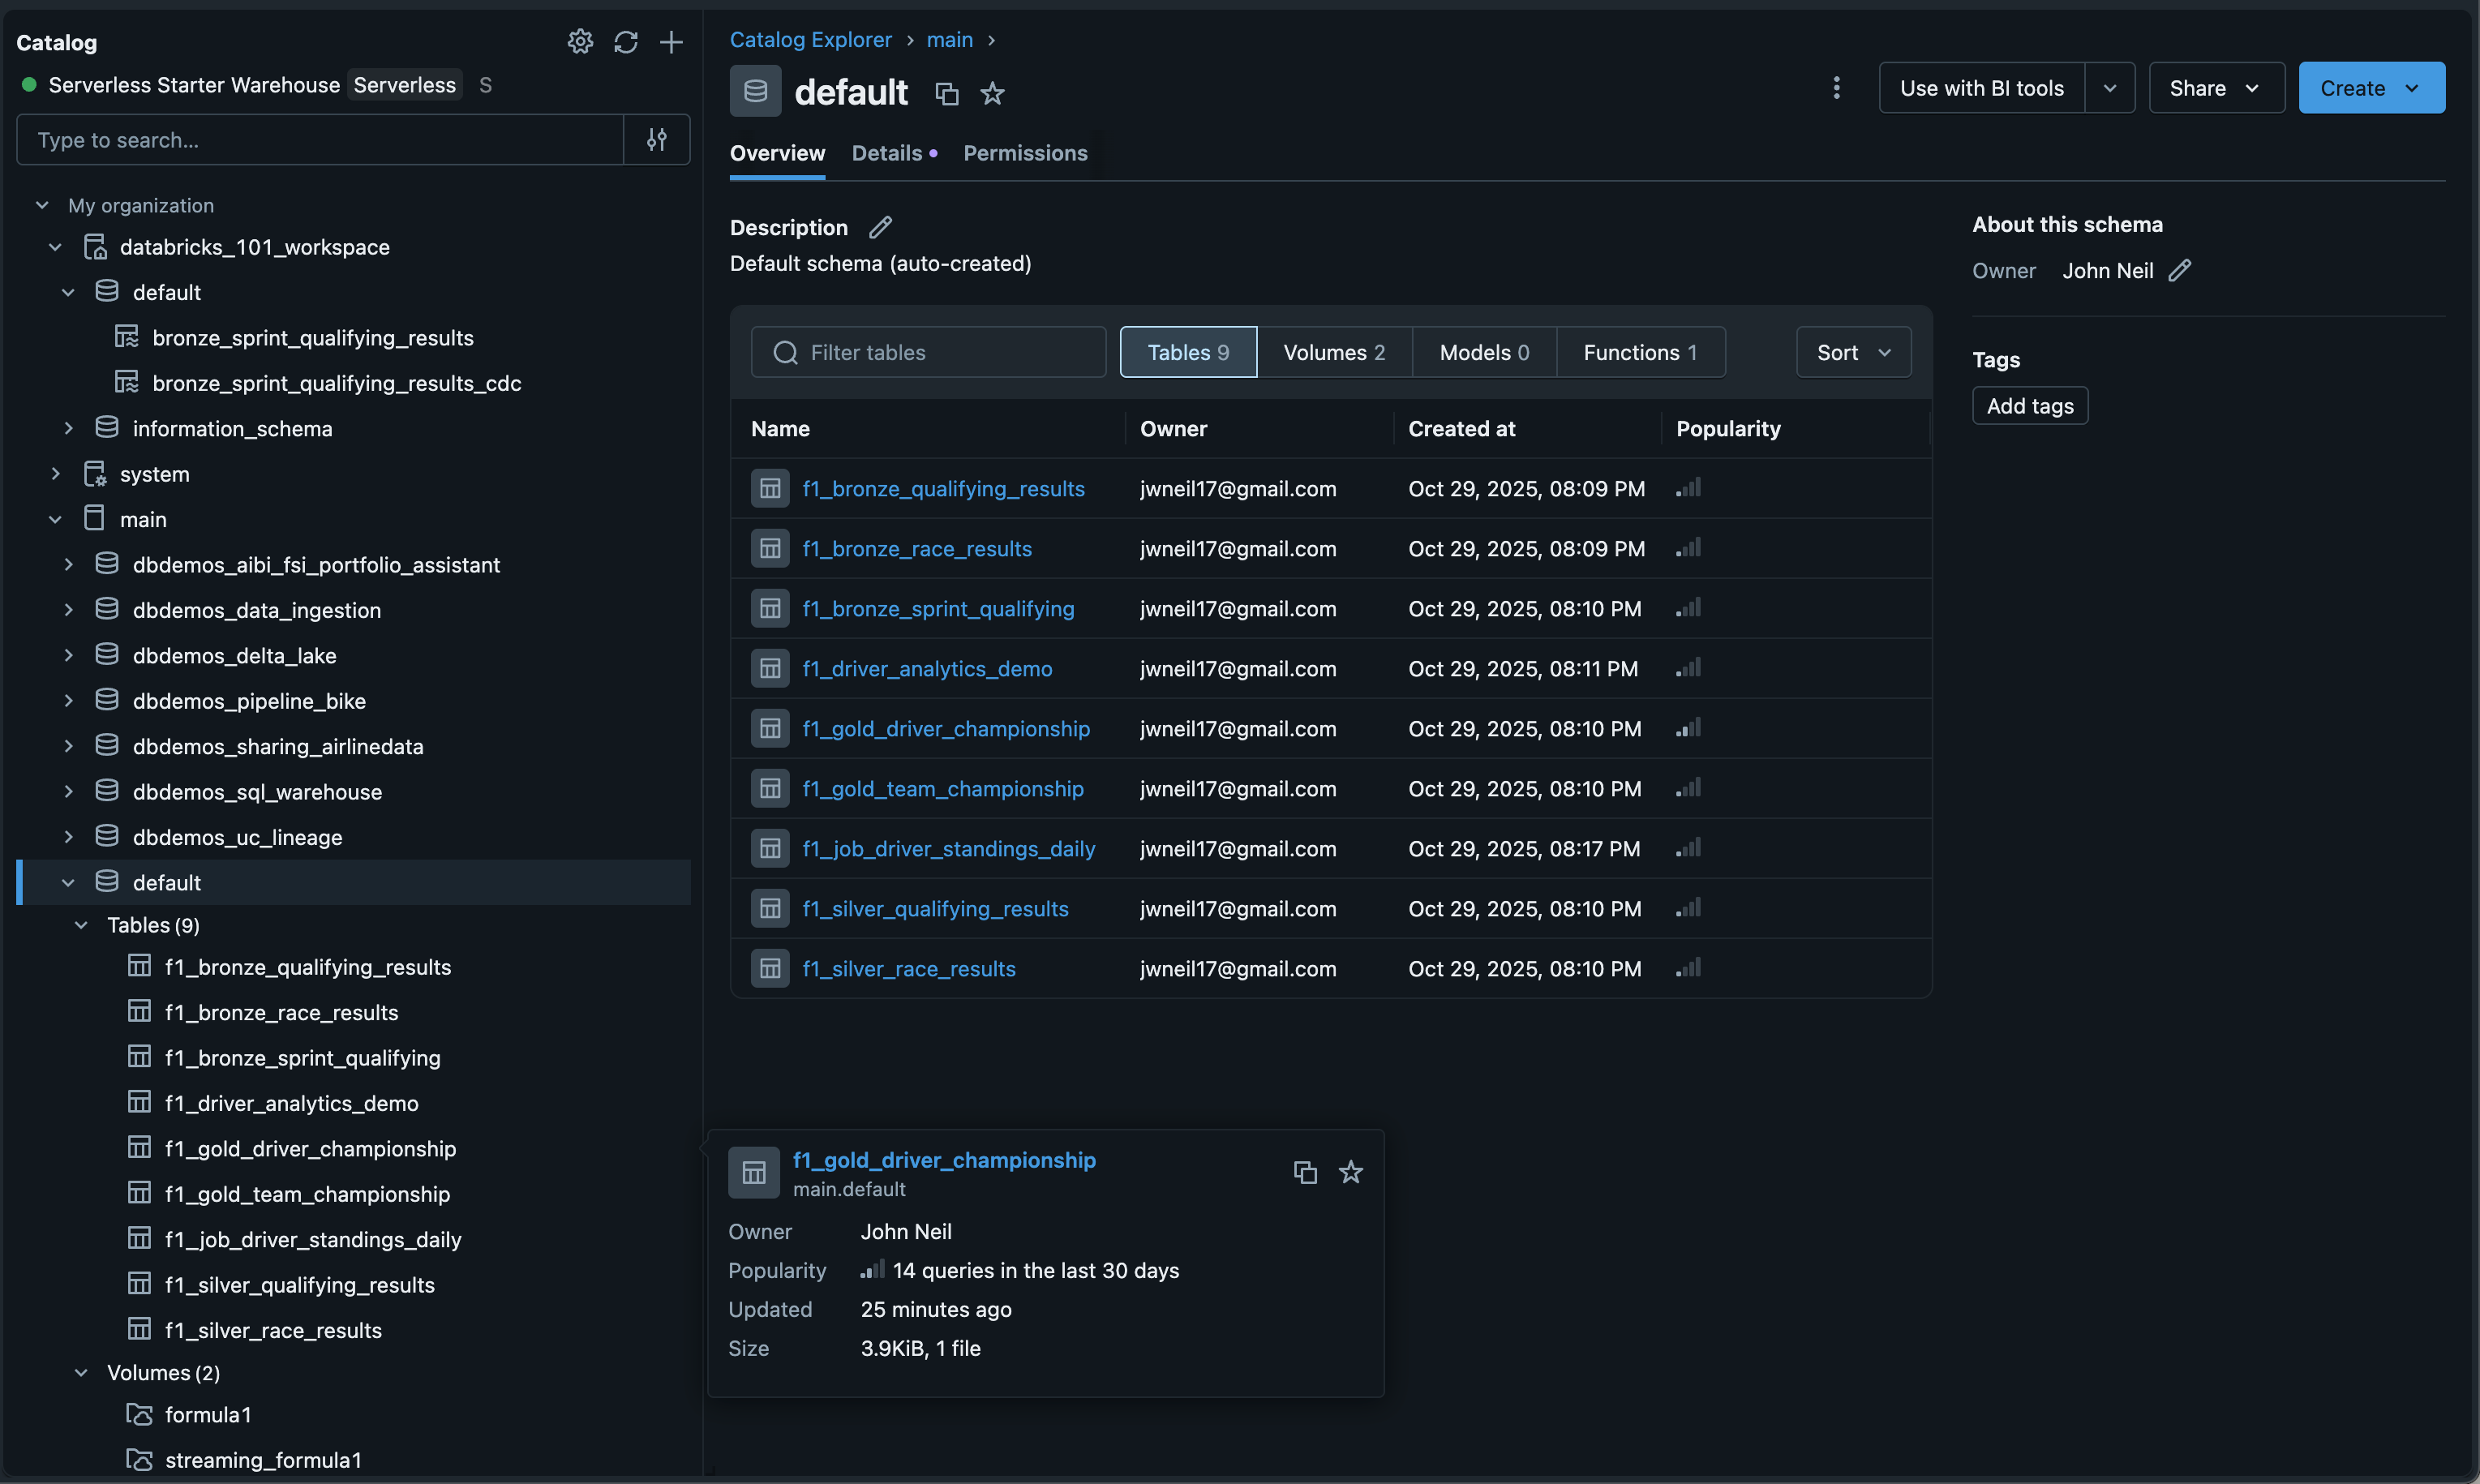 Catalog
Serverless Starter Warehouse Serverless S
Type to search...
My organization
databricks_101_workspace
default
bronze_sprint_qualifying_results
bronze_sprint_qualifying_results_cdc
information_schema
system
main
dbdemos_aibi_fsi_portfolio_assistant
dbdemos_data_ingestion
dbdemos_delta_lake
dbdemos_pipeline_bike
dbdemos_sharing_airlinedata
dbdemos_sql_warehouse
dbdemos_uc_lineage
default
Tables (9)
f1_bronze_qualifying_results
f1_bronze_race_results
f1_bronze_sprint_qualifying
f1_driver_analytics_demo
f1_gold_driver_championship
f1_gold_team_championship
f1_job_driver_standings_daily
f1_silver_qualifying_results
f1_silver_race_results
Volumes (2)
formula1
streaming_formula1
Catalog Explorer > main >
default
Use with BI tools Share Create
Overview Details Permissions
Description
Default schema (auto-created)
Filter tables Tables 9 Volumes 2 Models 0 Functions 1 Sort
Name Owner Created at Popularity
f1_bronze_qualifying_results jwneil17@gmail.com Oct 29, 2025, 08:09 PM
f1_bronze_race_results jwneil17@gmail.com Oct 29, 2025, 08:09 PM
f1_bronze_sprint_qualifying jwneil17@gmail.com Oct 29, 2025, 08:10 PM
f1_driver_analytics_demo jwneil17@gmail.com Oct 29, 2025, 08:11 PM
f1_gold_driver_championship jwneil17@gmail.com Oct 29, 2025, 08:10 PM
f1_gold_team_championship jwneil17@gmail.com Oct 29, 2025, 08:10 PM
f1_job_driver_standings_daily jwneil17@gmail.com Oct 29, 2025, 08:17 PM
f1_silver_qualifying_results jwneil17@gmail.com Oct 29, 2025, 08:10 PM
f1_silver_race_results jwneil17@gmail.com Oct 29, 2025, 08:10 PM
f1_gold_driver_championship
main.default
Owner John Neil
Popularity 14 queries in the last 30 days
Updated 25 minutes ago
Size 3.9KiB, 1 file
About this schema
Owner John Neil
Tags
Add tags